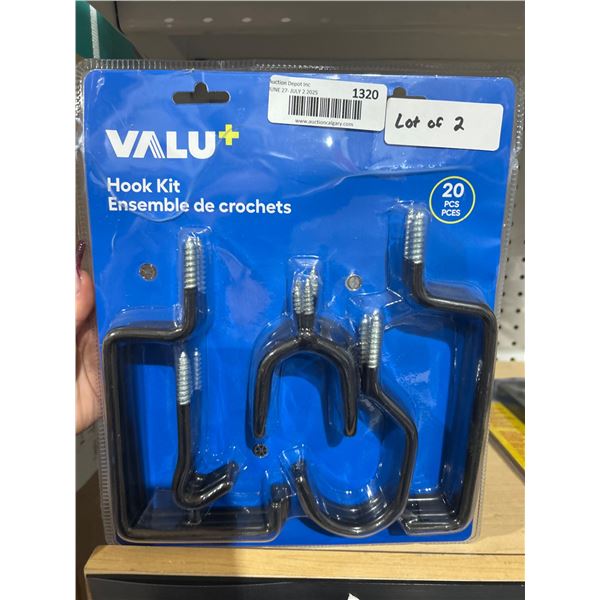 Auction Depot Inc
JUNE 27- JULY 2 2025
1320
www.auctioncalgary.com
Lot of 2
VALU+
Hook Kit
Ensemble de crochets
20
PCS
PCES